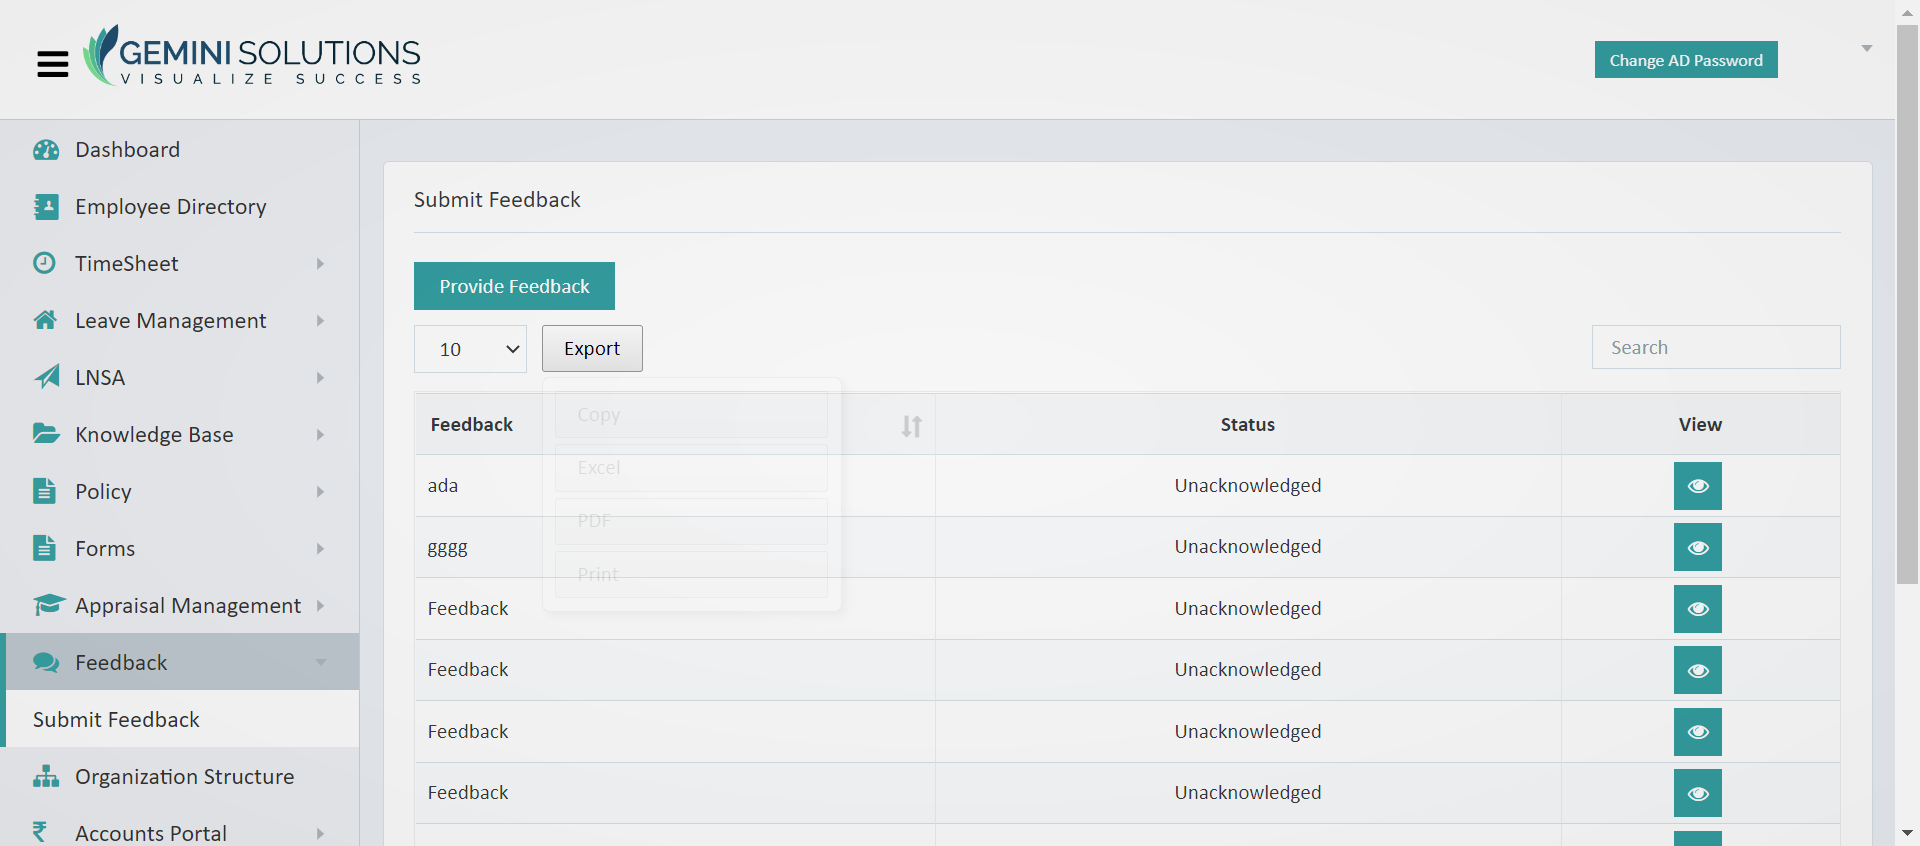 GEMINI SOLUTIONS
VISUALIZE SUCCESS
Change AD Password
Dashboard
Employee Directory
TimeSheet
Leave Management
LNSA
Knowledge Base
Policy
Forms
Appraisal Management
Feedback
Submit Feedback
Organization Structure
₹ Accounts Portal
Submit Feedback
Provide Feedback
10
Export
Search
Copy
Excel
PDF
Print
Feedback Status View
ada Unacknowledged
gggg Unacknowledged
Feedback Unacknowledged
Feedback Unacknowledged
Feedback Unacknowledged
Feedback Unacknowledged